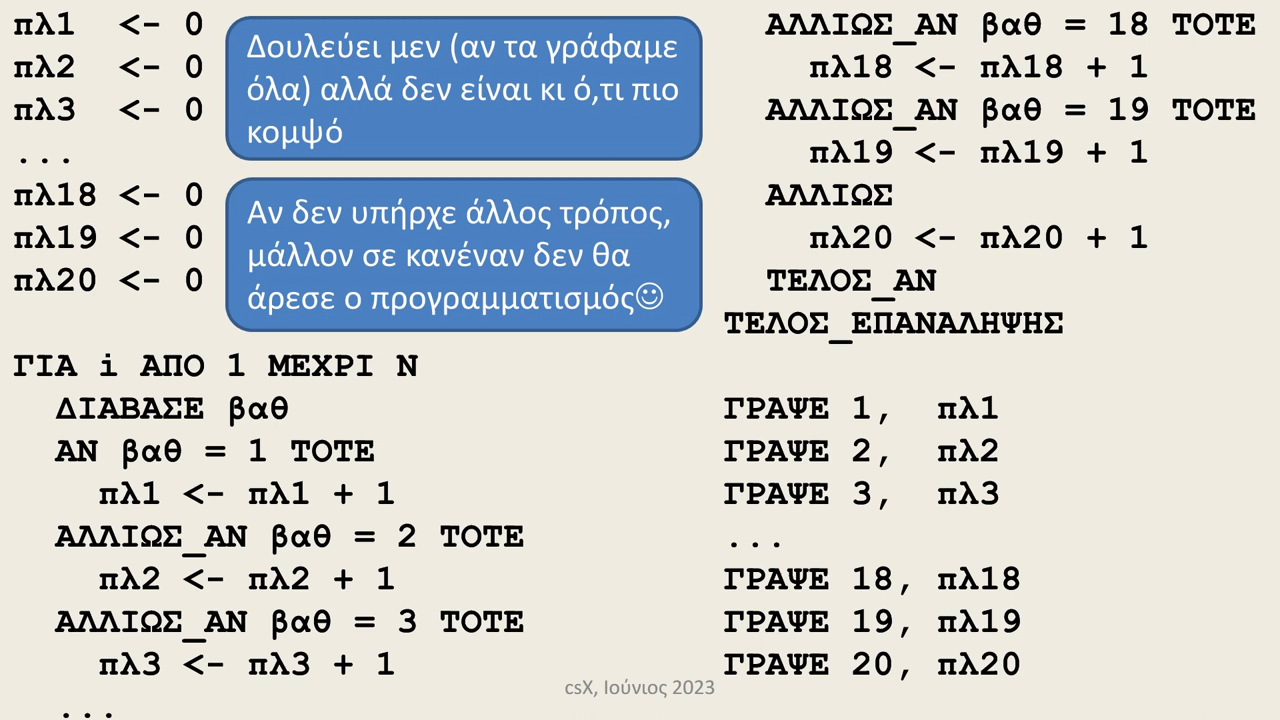 πλ1 <- 0
πλ2 <- 0
πλ3 <- 0
...
πλ18 <- 0
πλ19 <- 0
πλ20 <- 0
Δουλεύει μεν (αν τα γράφαμε
όλα) αλλά δεν είναι κι ό,τι πιο
κομψό
Αν δεν υπήρχε άλλος τρόπος,
μάλλον σε κανέναν δεν θα
άρεσε ο προγραμματισμός☺
ΓΙΑ i ΑΠΟ 1 ΜΕΧΡΙ Ν
ΔΙΑΒΑΣΕ βαθ
ΑΝ βαθ = 1 ΤΟΤΕ
πλ1 <- πλ1 + 1
ΑΛΛΙΩΣ_ΑΝ βαθ = 2 ΤΟΤΕ
πλ2 <- πλ2 + 1
ΑΛΛΙΩΣ_ΑΝ βαθ = 3 ΤΟΤΕ
πλ3 <- πλ3 + 1
...
ΑΛΛΙΩΣ_ΑΝ βαθ = 18 ΤΟΤΕ
πλ18 <- πλ18 + 1
ΑΛΛΙΩΣ_ΑΝ βαθ = 19 ΤΟΤΕ
πλ19 <- πλ19 + 1
ΑΛΛΙΩΣ
πλ20 <- πλ20 + 1
ΤΕΛΟΣ_ΑΝ
ΤΕΛΟΣ_ΕΠΑΝΑΛΗΨΗΣ
ΓΡΑΨΕ 1, πλ1
ΓΡΑΨΕ 2, πλ2
ΓΡΑΨΕ 3, πλ3
...
ΓΡΑΨΕ 18, πλ18
ΓΡΑΨΕ 19, πλ19
ΓΡΑΨΕ 20, πλ20
csX, Ιούνιος 2023